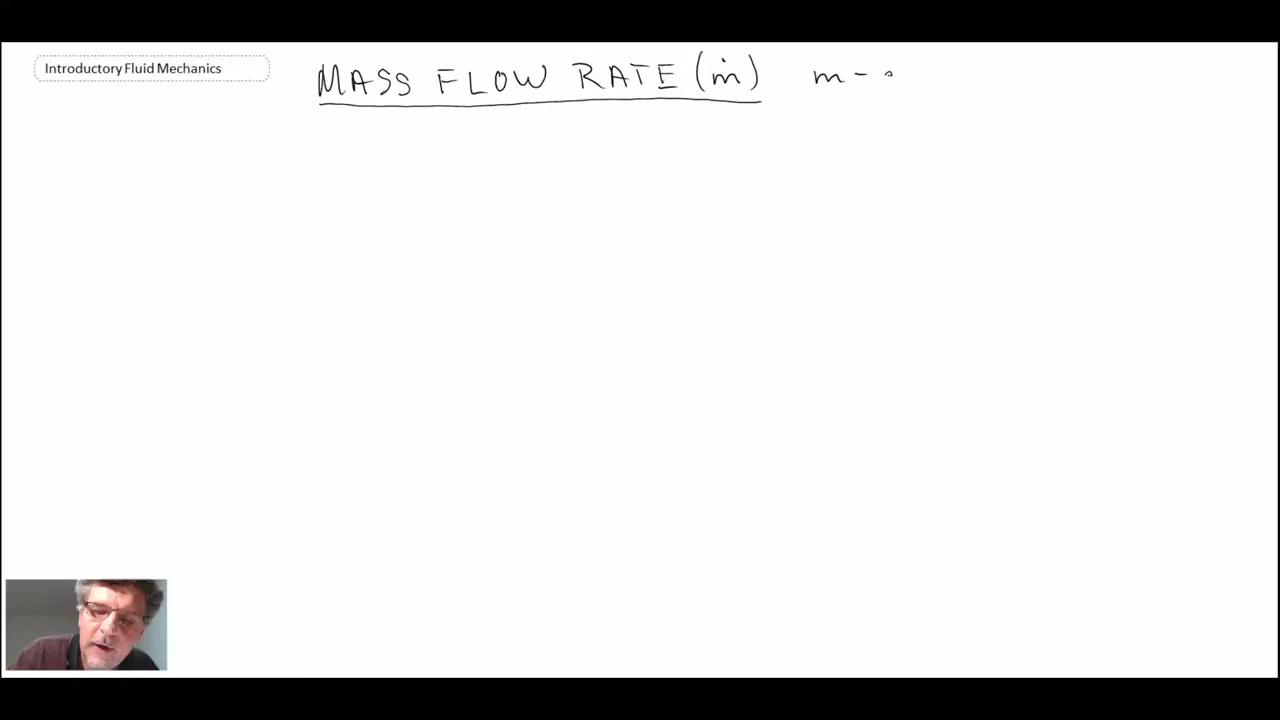 Introductory Fluid Mechanics
MASS FLOW RATE (ṁ) m -